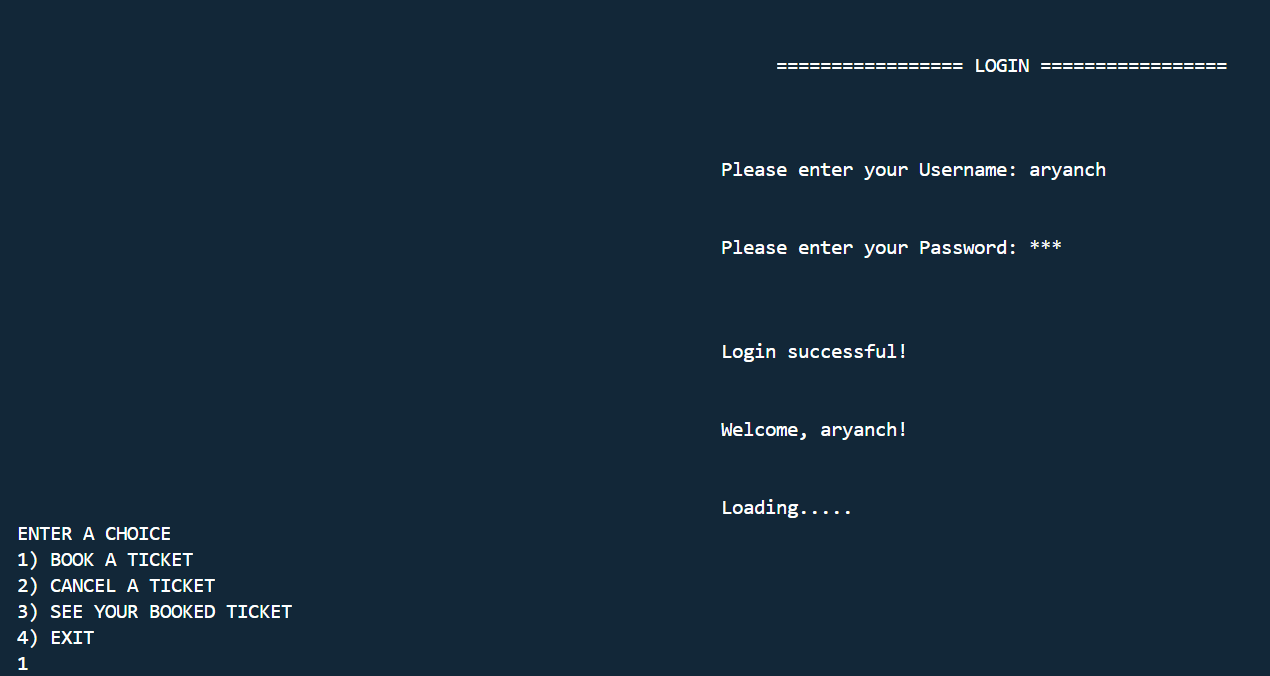 ================= LOGIN =================
Please enter your Username: aryanch
Please enter your Password: ***
Login successful!
Welcome, aryanch!
Loading.....
ENTER A CHOICE
1) BOOK A TICKET
2) CANCEL A TICKET
3) SEE YOUR BOOKED TICKET
4) EXIT
1